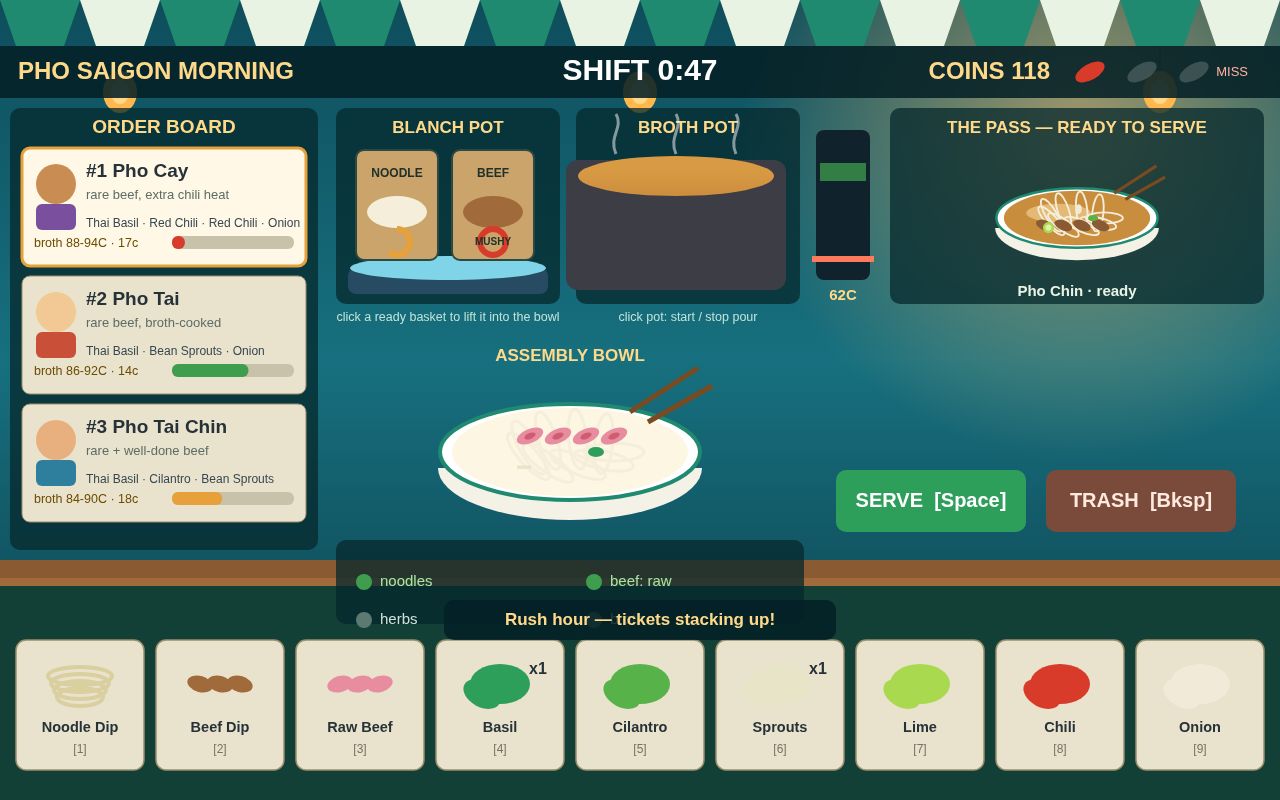 PHO SAIGON MORNING
SHIFT 0:47
COINS 118
MISS
ORDER BOARD
#1 Pho Cay
rare beef, extra chili heat
Thai Basil · Red Chili · Red Chili · Onion
broth 88-94C · 17c
#2 Pho Tai
rare beef, broth-cooked
Thai Basil · Bean Sprouts · Onion
broth 86-92C · 14c
#3 Pho Tai Chin
rare + well-done beef
Thai Basil · Cilantro · Bean Sprouts
broth 84-90C · 18c
BLANCH POT
NOODLE
BEEF
MUSHY
click a ready basket to lift it into the bowl
BROTH POT
click pot: start / stop pour
62C
THE PASS — READY TO SERVE
Pho Chin · ready
ASSEMBLY BOWL
SERVE [Space]
TRASH [Bksp]
noodles
beef: raw
herbs
Rush hour — tickets stacking up!
Noodle Dip
[1]
Beef Dip
[2]
Raw Beef
[3]
x1
Basil
[4]
Cilantro
[5]
x1
Sprouts
[6]
Lime
[7]
Chili
[8]
Onion
[9]